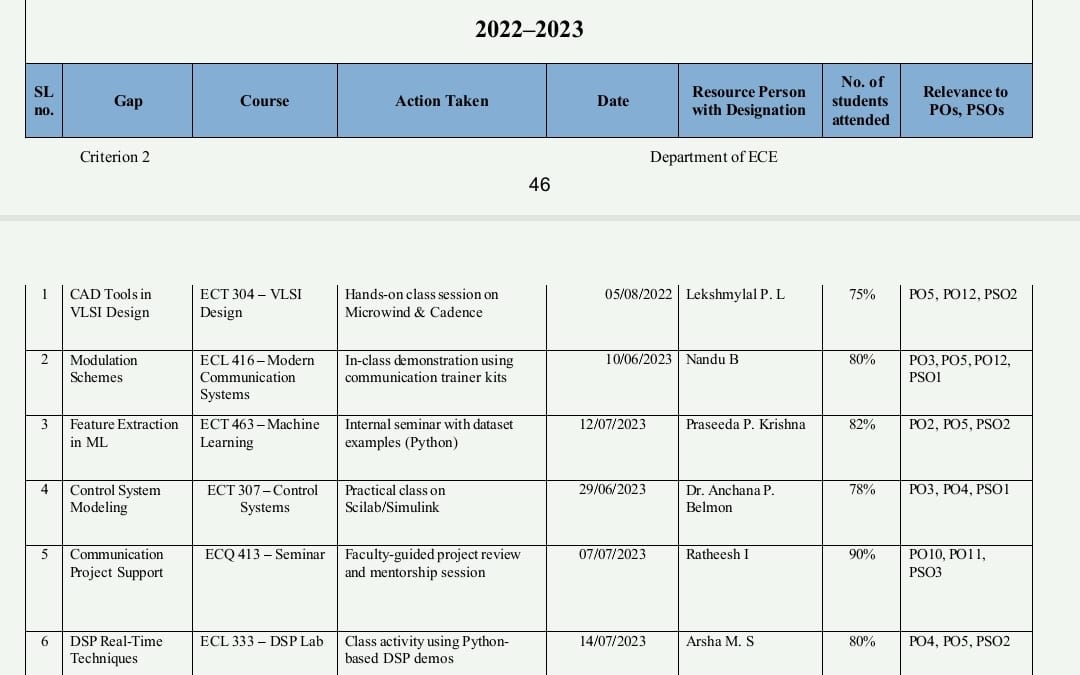 2022–2023
SL no. Gap Course Action Taken Date Resource Person with Designation No. of students attended Relevance to POs, PSOs
Criterion 2 Department of ECE
46
1 CAD Tools in VLSI Design ECT 304 – VLSI Design Hands-on class session on Microwind & Cadence 05/08/2022 Lekshmylal P. L 75% PO5, PO12, PSO2
2 Modulation Schemes ECL 416 – Modern Communication Systems In-class demonstration using communication trainer kits 10/06/2023 Nandu B 80% PO3, PO5, PO12, PSO1
3 Feature Extraction in ML ECT 463 – Machine Learning Internal seminar with dataset examples (Python) 12/07/2023 Praseeda P. Krishna 82% PO2, PO5, PSO2
4 Control System Modeling ECT 307 – Control Systems Practical class on Scilab/Simulink 29/06/2023 Dr. Anchana P. Belmon 78% PO3, PO4, PSO1
5 Communication Project Support ECQ 413 – Seminar Faculty-guided project review and mentorship session 07/07/2023 Ratheesh I 90% PO10, PO11, PSO3
6 DSP Real-Time Techniques ECL 333 – DSP Lab Class activity using Python-based DSP demos 14/07/2023 Arsha M. S 80% PO4, PO5, PSO2